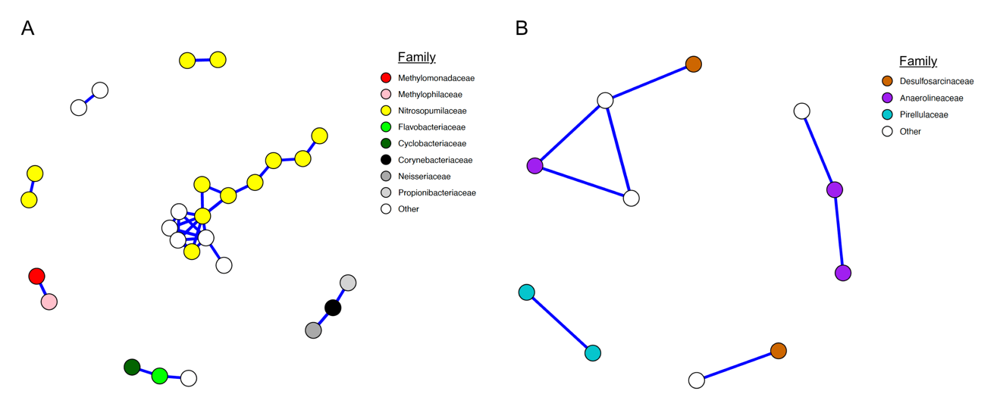 A
Family
Methylomonadaceae
Methylophilaceae
Nitrosopumilaceae
Flavobacteriaceae
Cyclobacteriaceae
Corynebacteriaceae
Neisseriaceae
Propionibacteriaceae
Other
B
Family
Desulfosarcinaceae
Anaerolineaceae
Pirellulaceae
Other